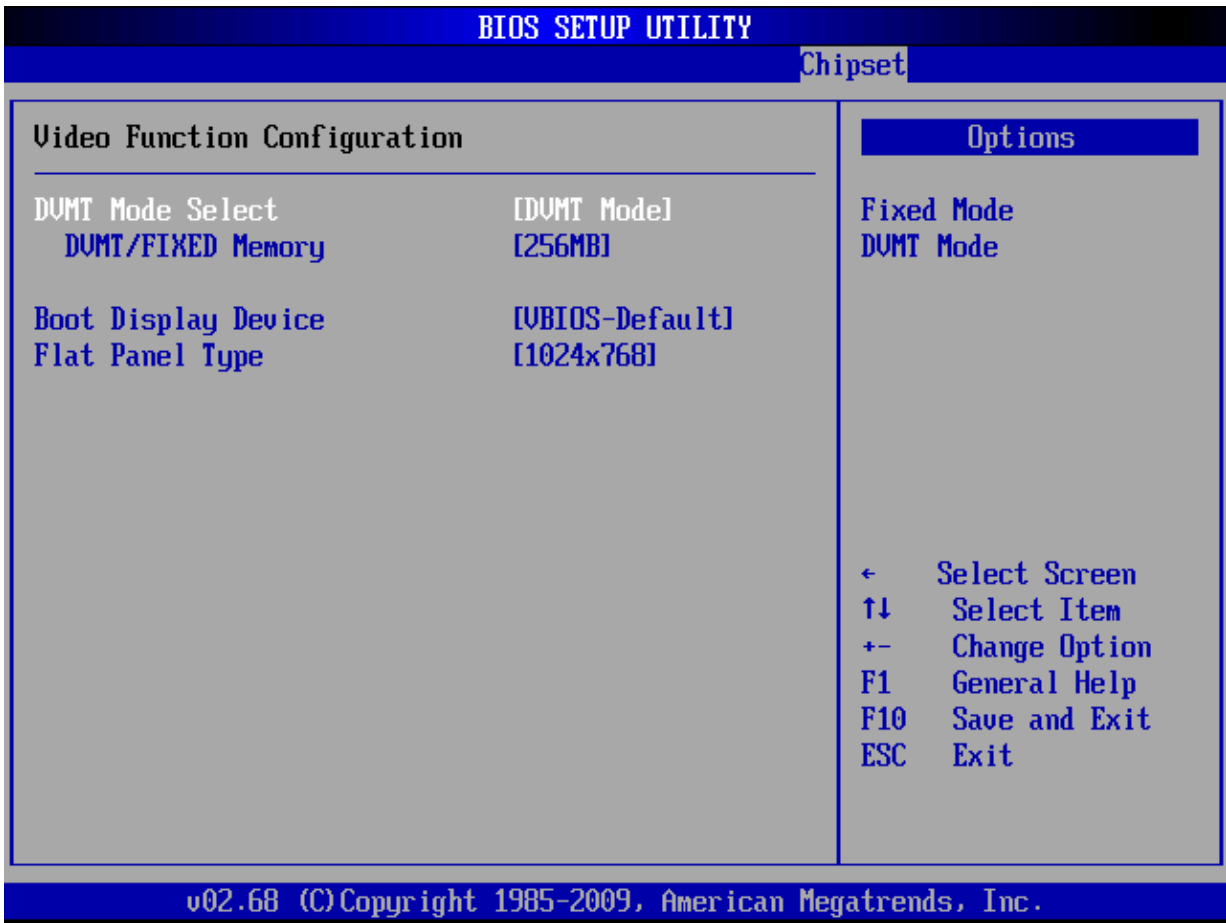 BIOS SETUP UTILITY
Chipset
Video Function Configuration
DVMT Mode Select [DVMT Mode]
DVMT/FIXED Memory [256MB]
Boot Display Device [VBIOS-Default]
Flat Panel Type [1024x768]
Options
Fixed Mode
DVMT Mode
← Select Screen
↑↓ Select Item
+- Change Option
F1 General Help
F10 Save and Exit
ESC Exit
v02.68 (C)Copyright 1985-2009, American Megatrends, Inc.